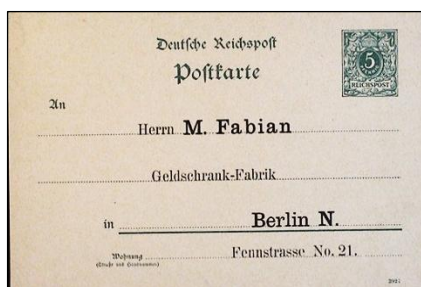 Deutsche Reichspost
Postkarte
5
REICHSPOST
An
Herrn M. Fabian
Geldschrank-Fabrik
in Berlin N.
Wohnung
(Straße und Hausnummer)
Fennstrasse No. 21.